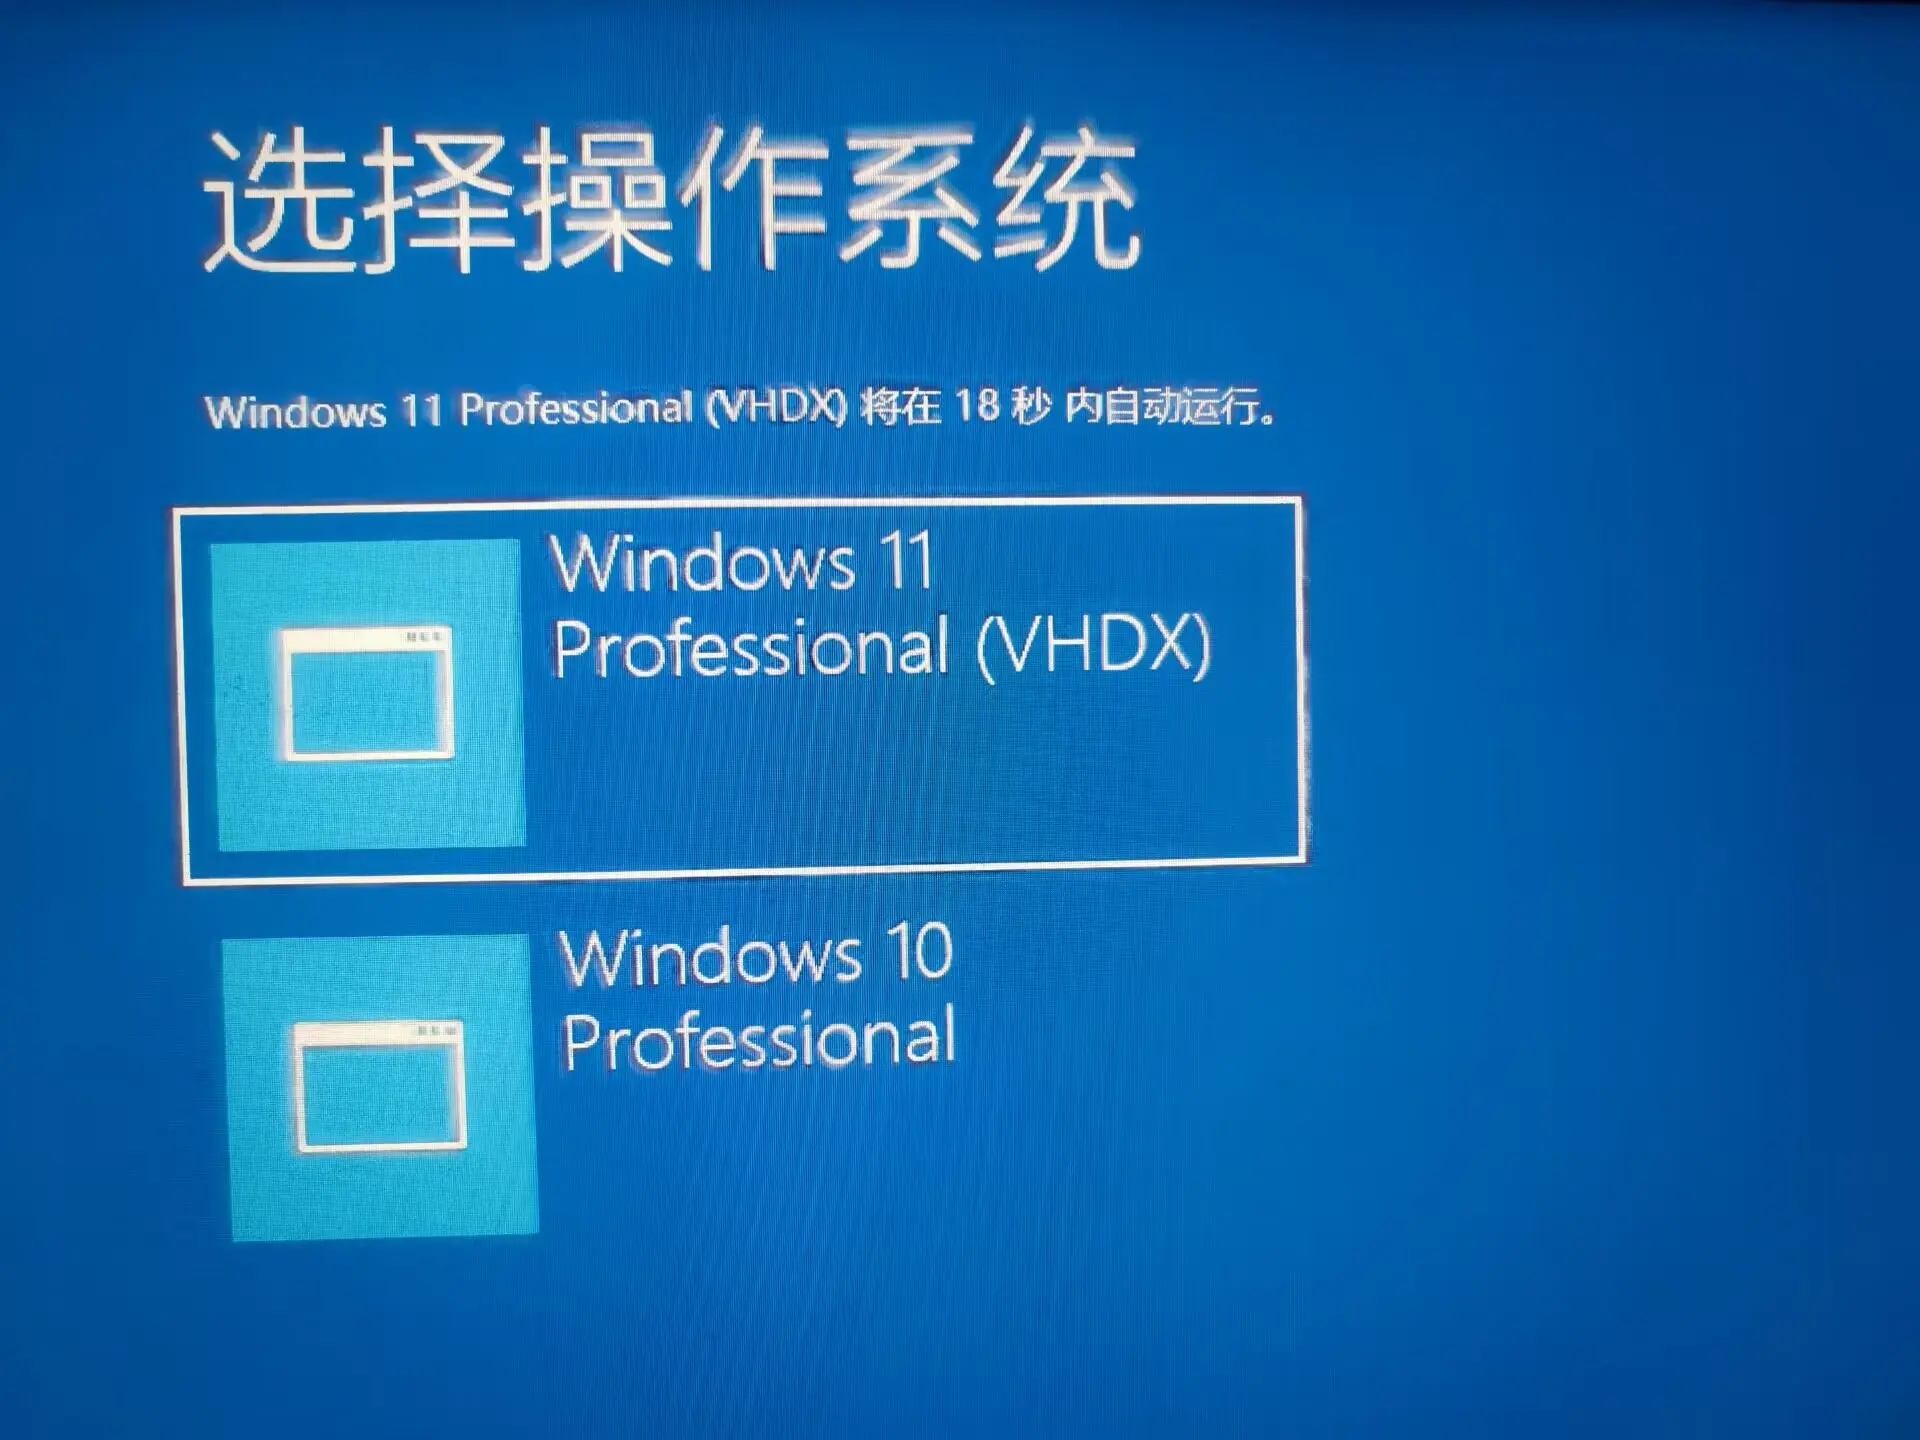 选择操作系统
Windows 11 Professional (VHDX) 将在 18 秒 内自动运行。
Windows 11
Professional (VHDX)
Windows 10
Professional